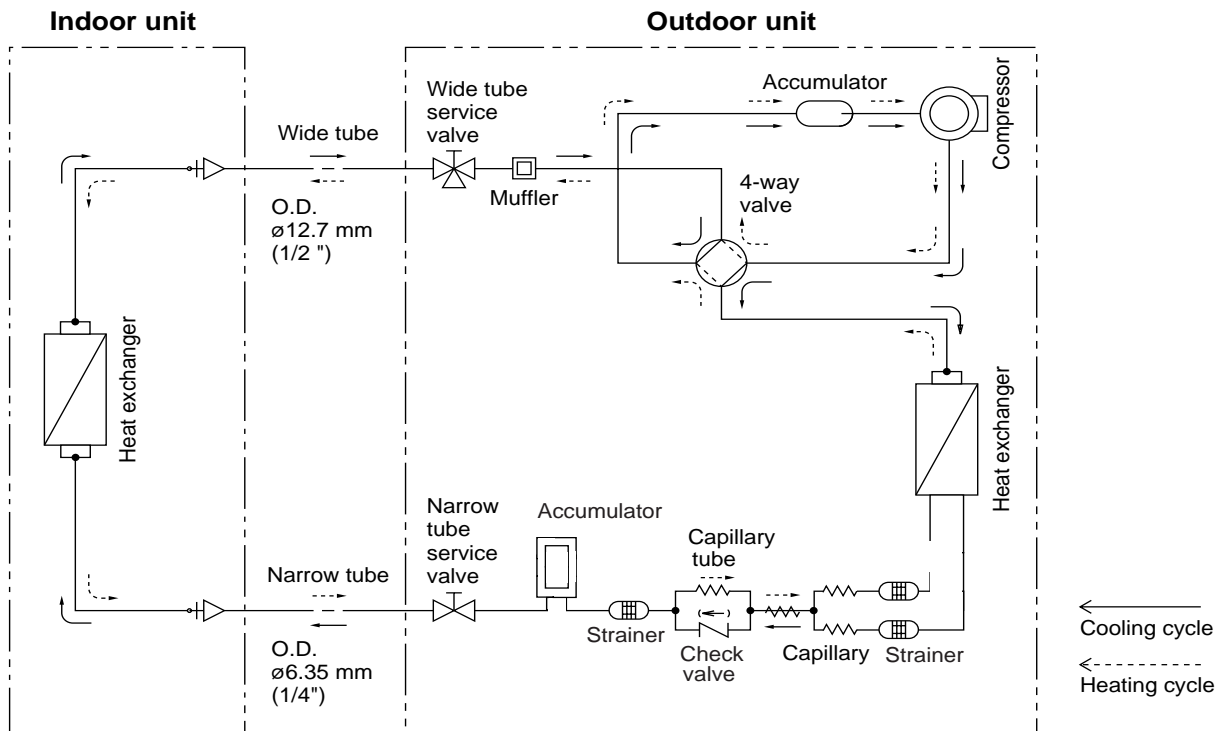 Indoor unit
Outdoor unit
Wide tube
service
valve
Accumulator
Compressor
Wide tube
Muffler
4-way
valve
O.D.
ø12.7 mm
(1/2 ")
Heat exchanger
Heat exchanger
Narrow
tube
service
valve
Accumulator
Capillary
tube
Narrow tube
Strainer
Check
valve
Capillary
Strainer
O.D.
ø6.35 mm
(1/4")
Cooling cycle
Heating cycle